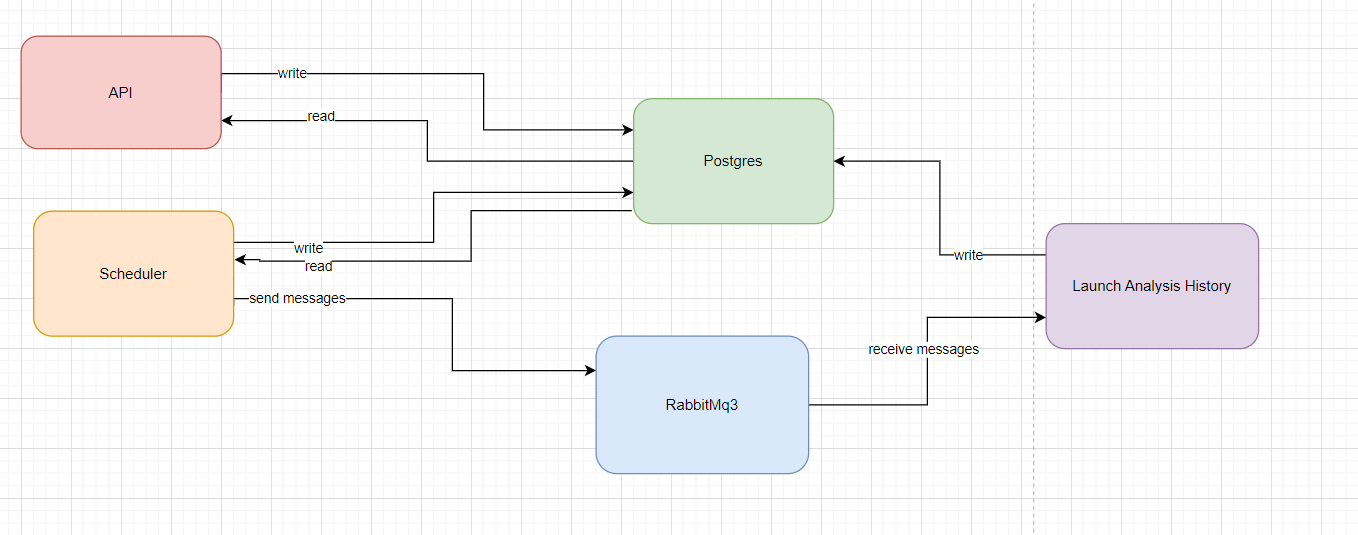 API
write
read
Postgres
Scheduler
write
read
write
Launch Analysis History
send messages
receive messages
RabbitMq3